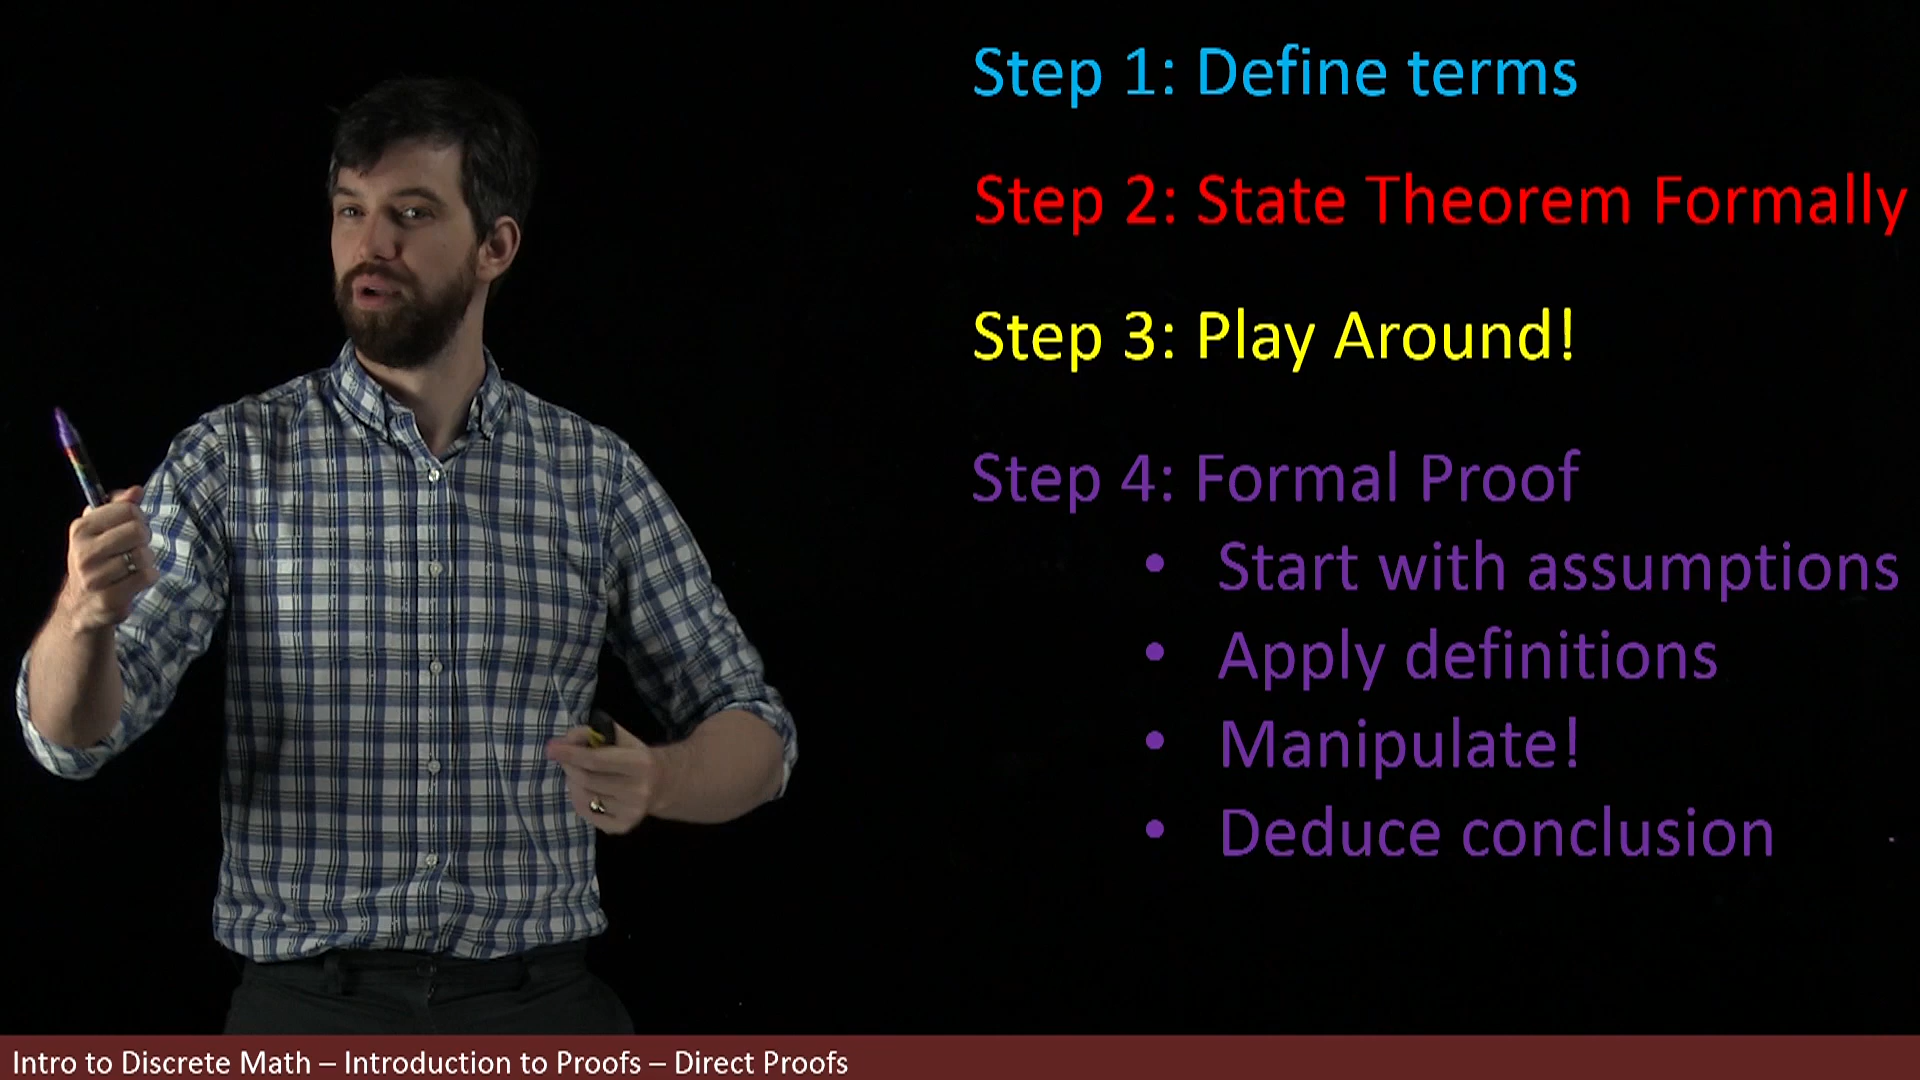 Step 1: Define terms
Step 2: State Theorem Formally
Step 3: Play Around!
Step 4: Formal Proof
• Start with assumptions
• Apply definitions
• Manipulate!
• Deduce conclusion
Intro to Discrete Math – Introduction to Proofs – Direct Proofs